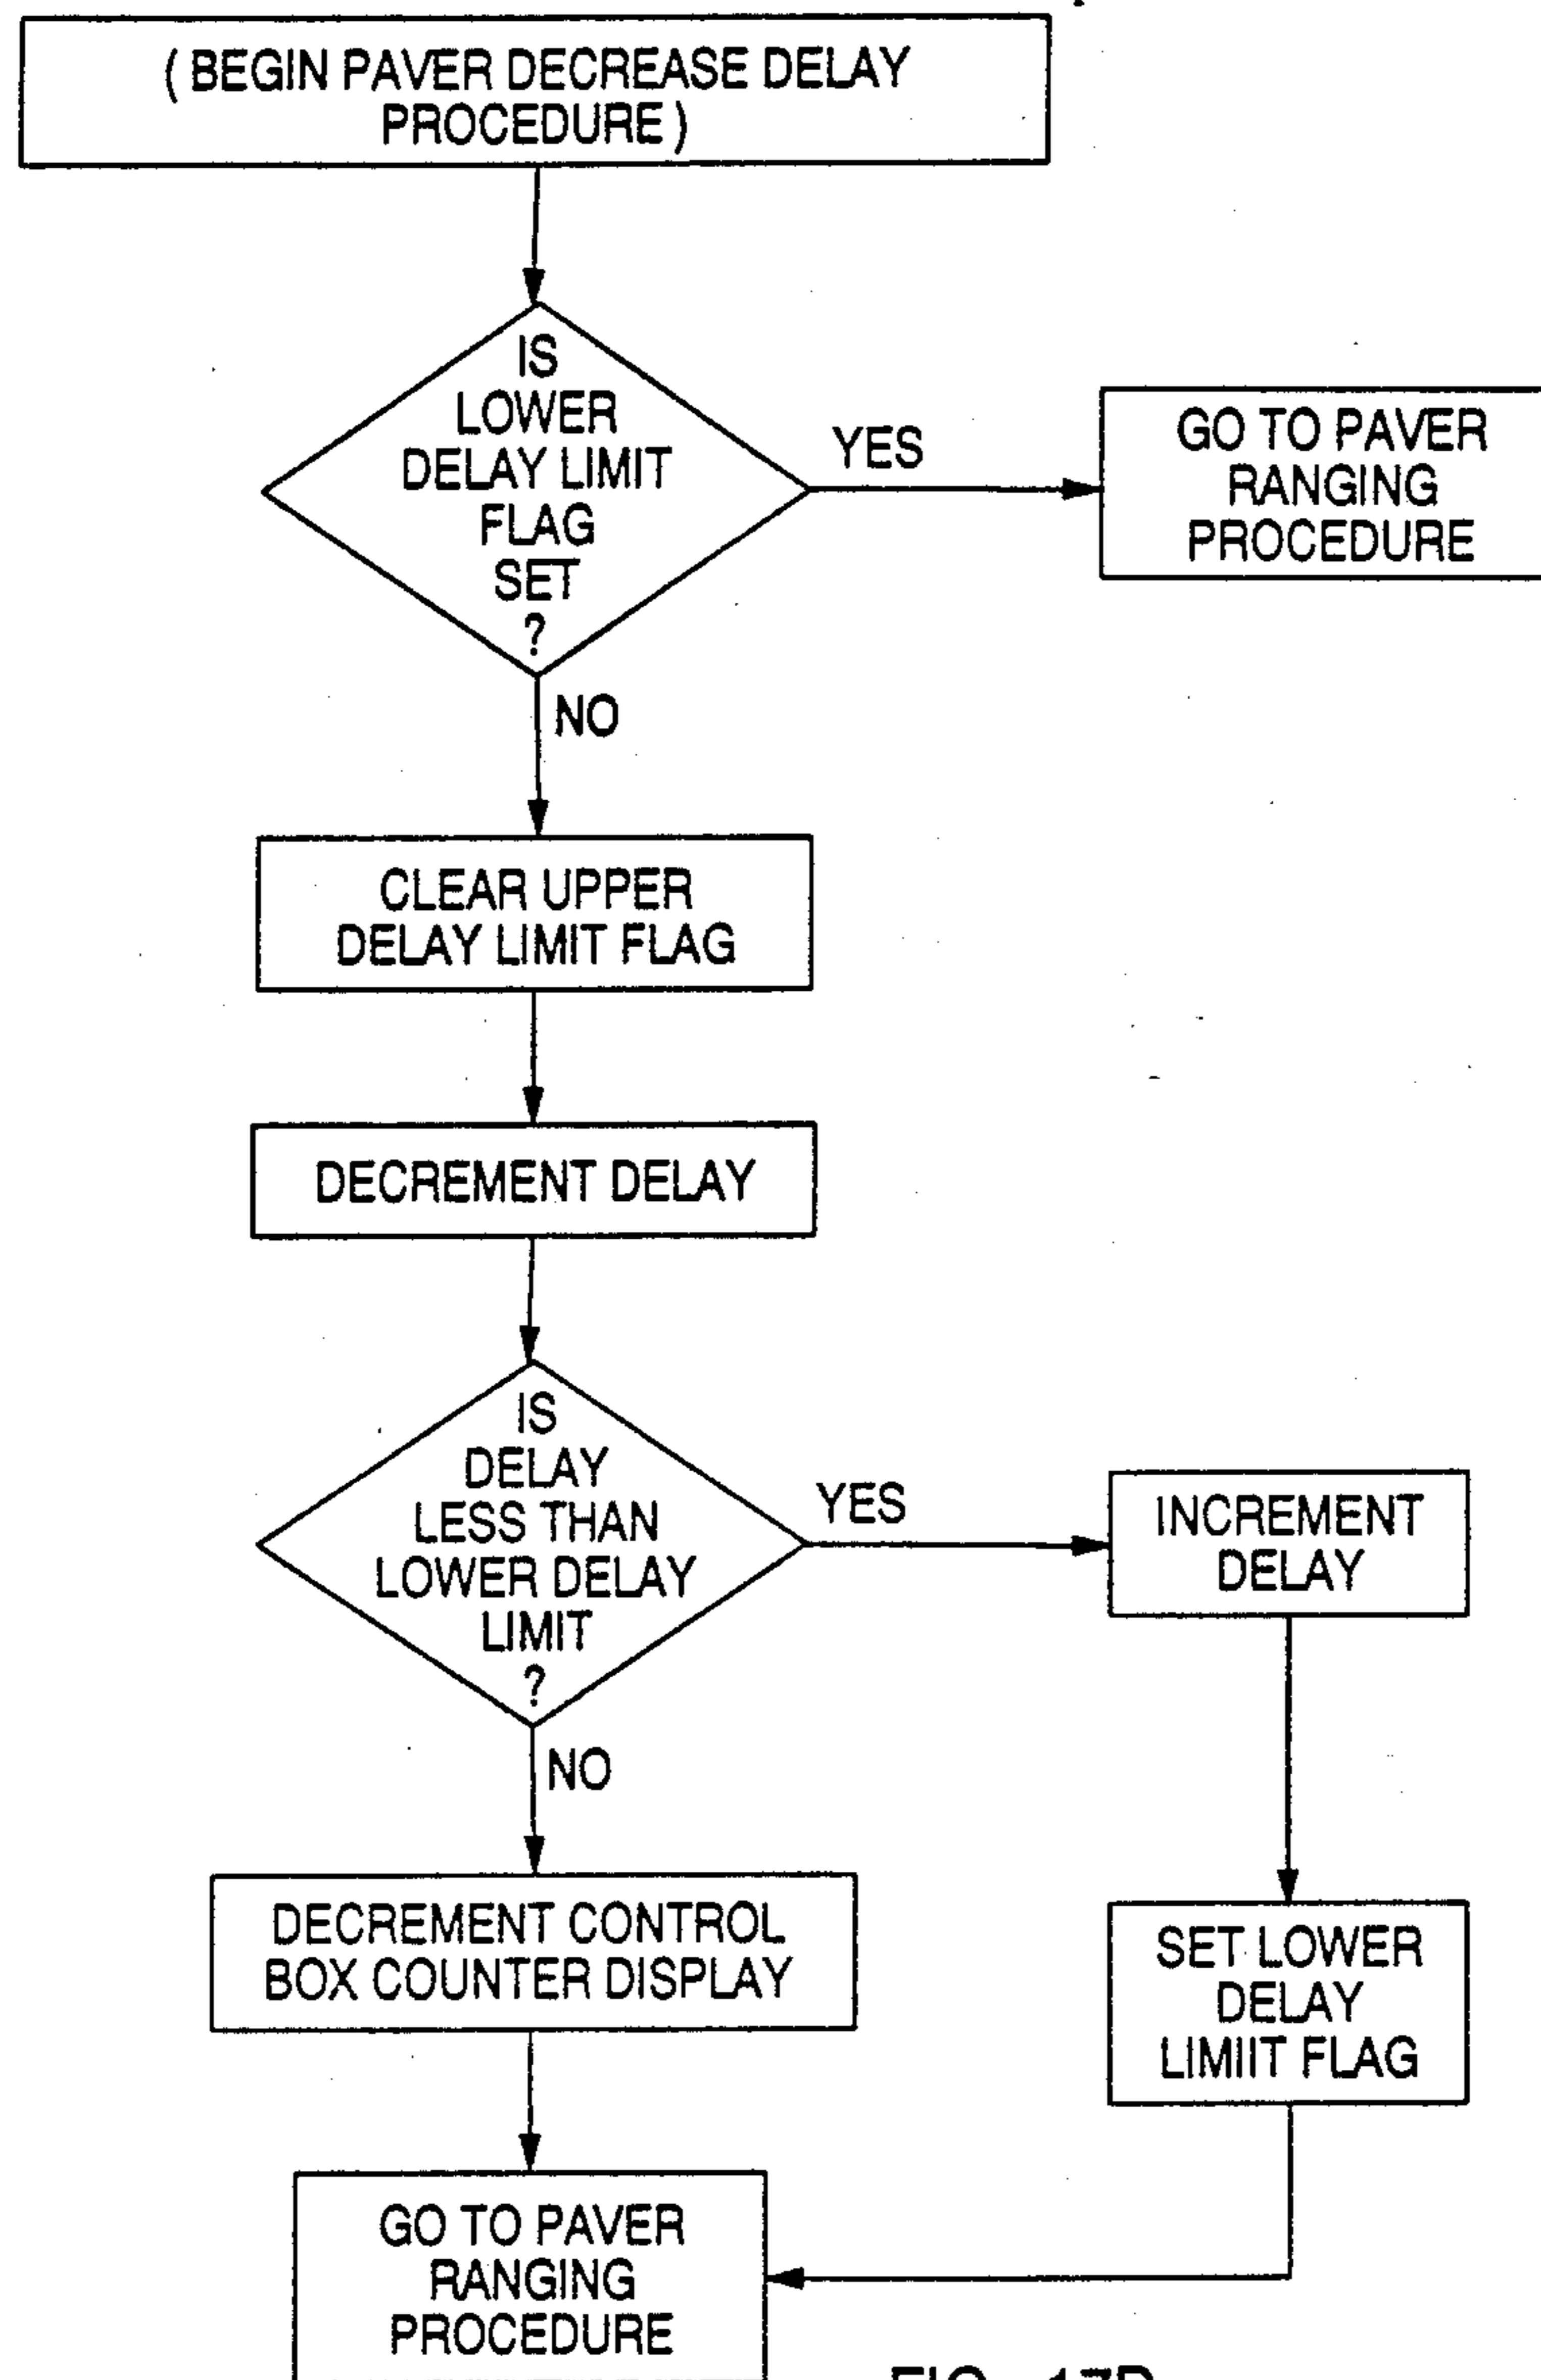 ( BEGIN PAVER DECREASE DELAY
PROCEDURE )
IS
LOWER
DELAY LIMIT
FLAG
SET
?
YES
GO TO PAVER
RANGING
PROCEDURE
NO
CLEAR UPPER
DELAY LIMIT FLAG
DECREMENT DELAY
IS
DELAY
LESS THAN
LOWER DELAY
LIMIT
?
YES
INCREMENT
DELAY
NO
DECREMENT CONTROL
BOX COUNTER DISPLAY
SET LOWER
DELAY
LIMIIT FLAG
GO TO PAVER
RANGING
PROCEDURE